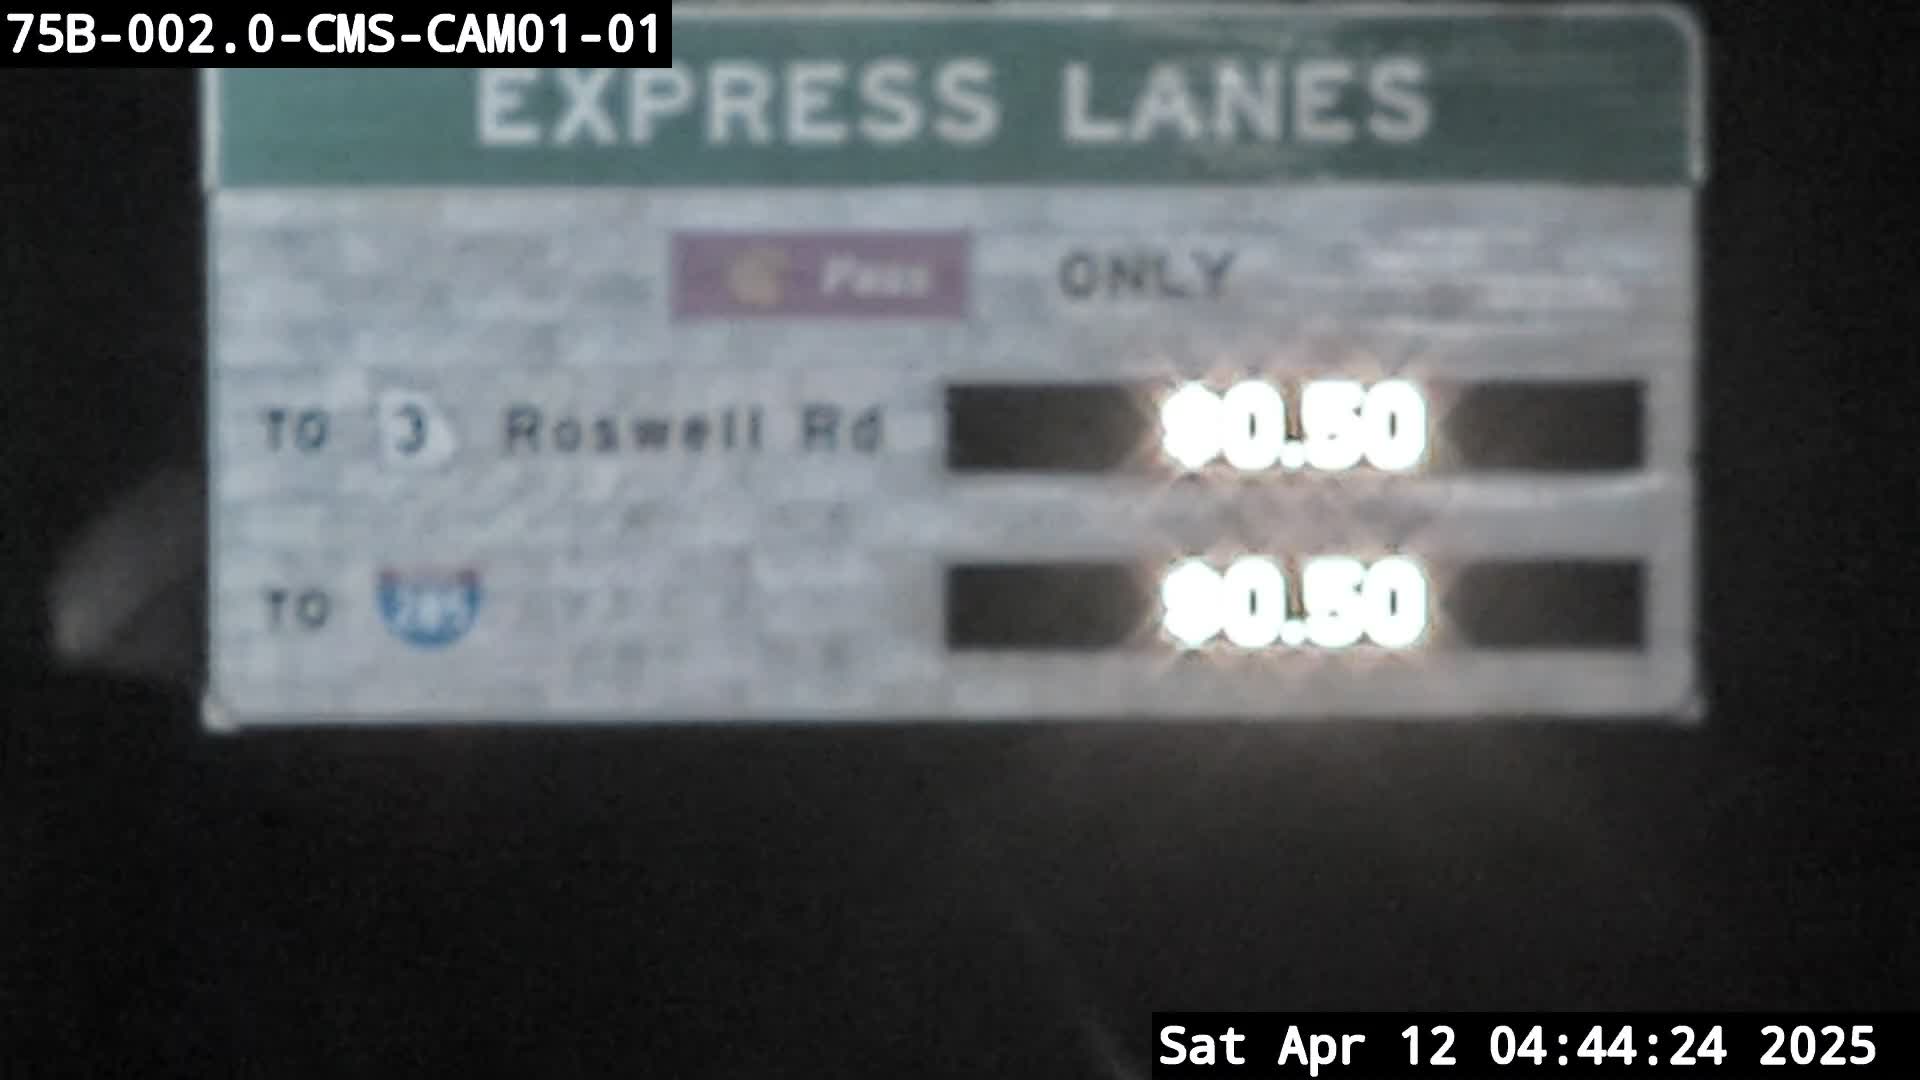 75B-002.0-CMS-CAM01-01
EXPRESS LANES
Pass ONLY
TO 3 Roswell Rd $0.50
TO 285 $0.50
Sat Apr 12 04:44:24 2025